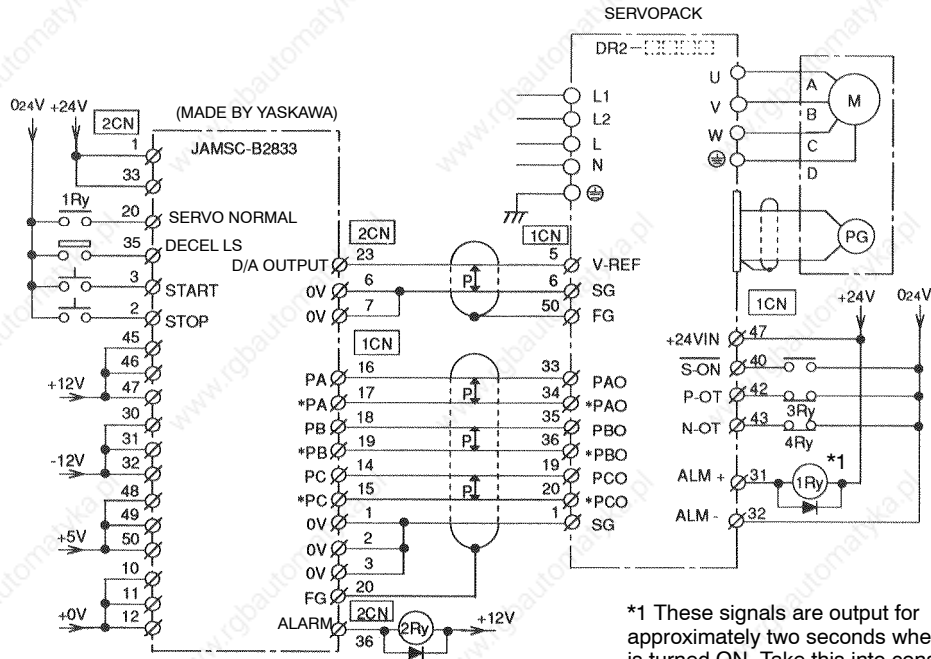 SERVOPACK
DR2-
024V +24V
2CN
(MADE BY YASKAWA)
JAMSC-B2833
1
33
1Ry
20 SERVO NORMAL
35 DECEL LS
3 START
2 STOP
45
46
+12V 47
30
31
-12V 32
48
49
+5V 50
10
11
+0V 12
2CN
D/A OUTPUT 23
0V 6
0V 7
1CN
PA 16
*PA 17
PB 18
*PB 19
PC 14
*PC 15
0V 1
0V 2
0V 3
FG 20
ALARM 2CN
36 2Ry +12V
P
P
P
P
L1
L2
L
N
1CN
5 V-REF
6 SG
50 FG
33 PAO
34 *PAO
35 PBO
36 *PBO
19 PCO
20 *PCO
1 SG
U
V
W
A
B
C
D
M
PG
1CN +24V 024V
+24VIN 47
S-ON 40
P-OT 42
3Ry
N-OT 43
4Ry
*1
ALM + 31 1Ry
ALM - 32
*1 These signals are output for
approximately two seconds
is turned ON. Take this into
www.rgbautomatyka.pl